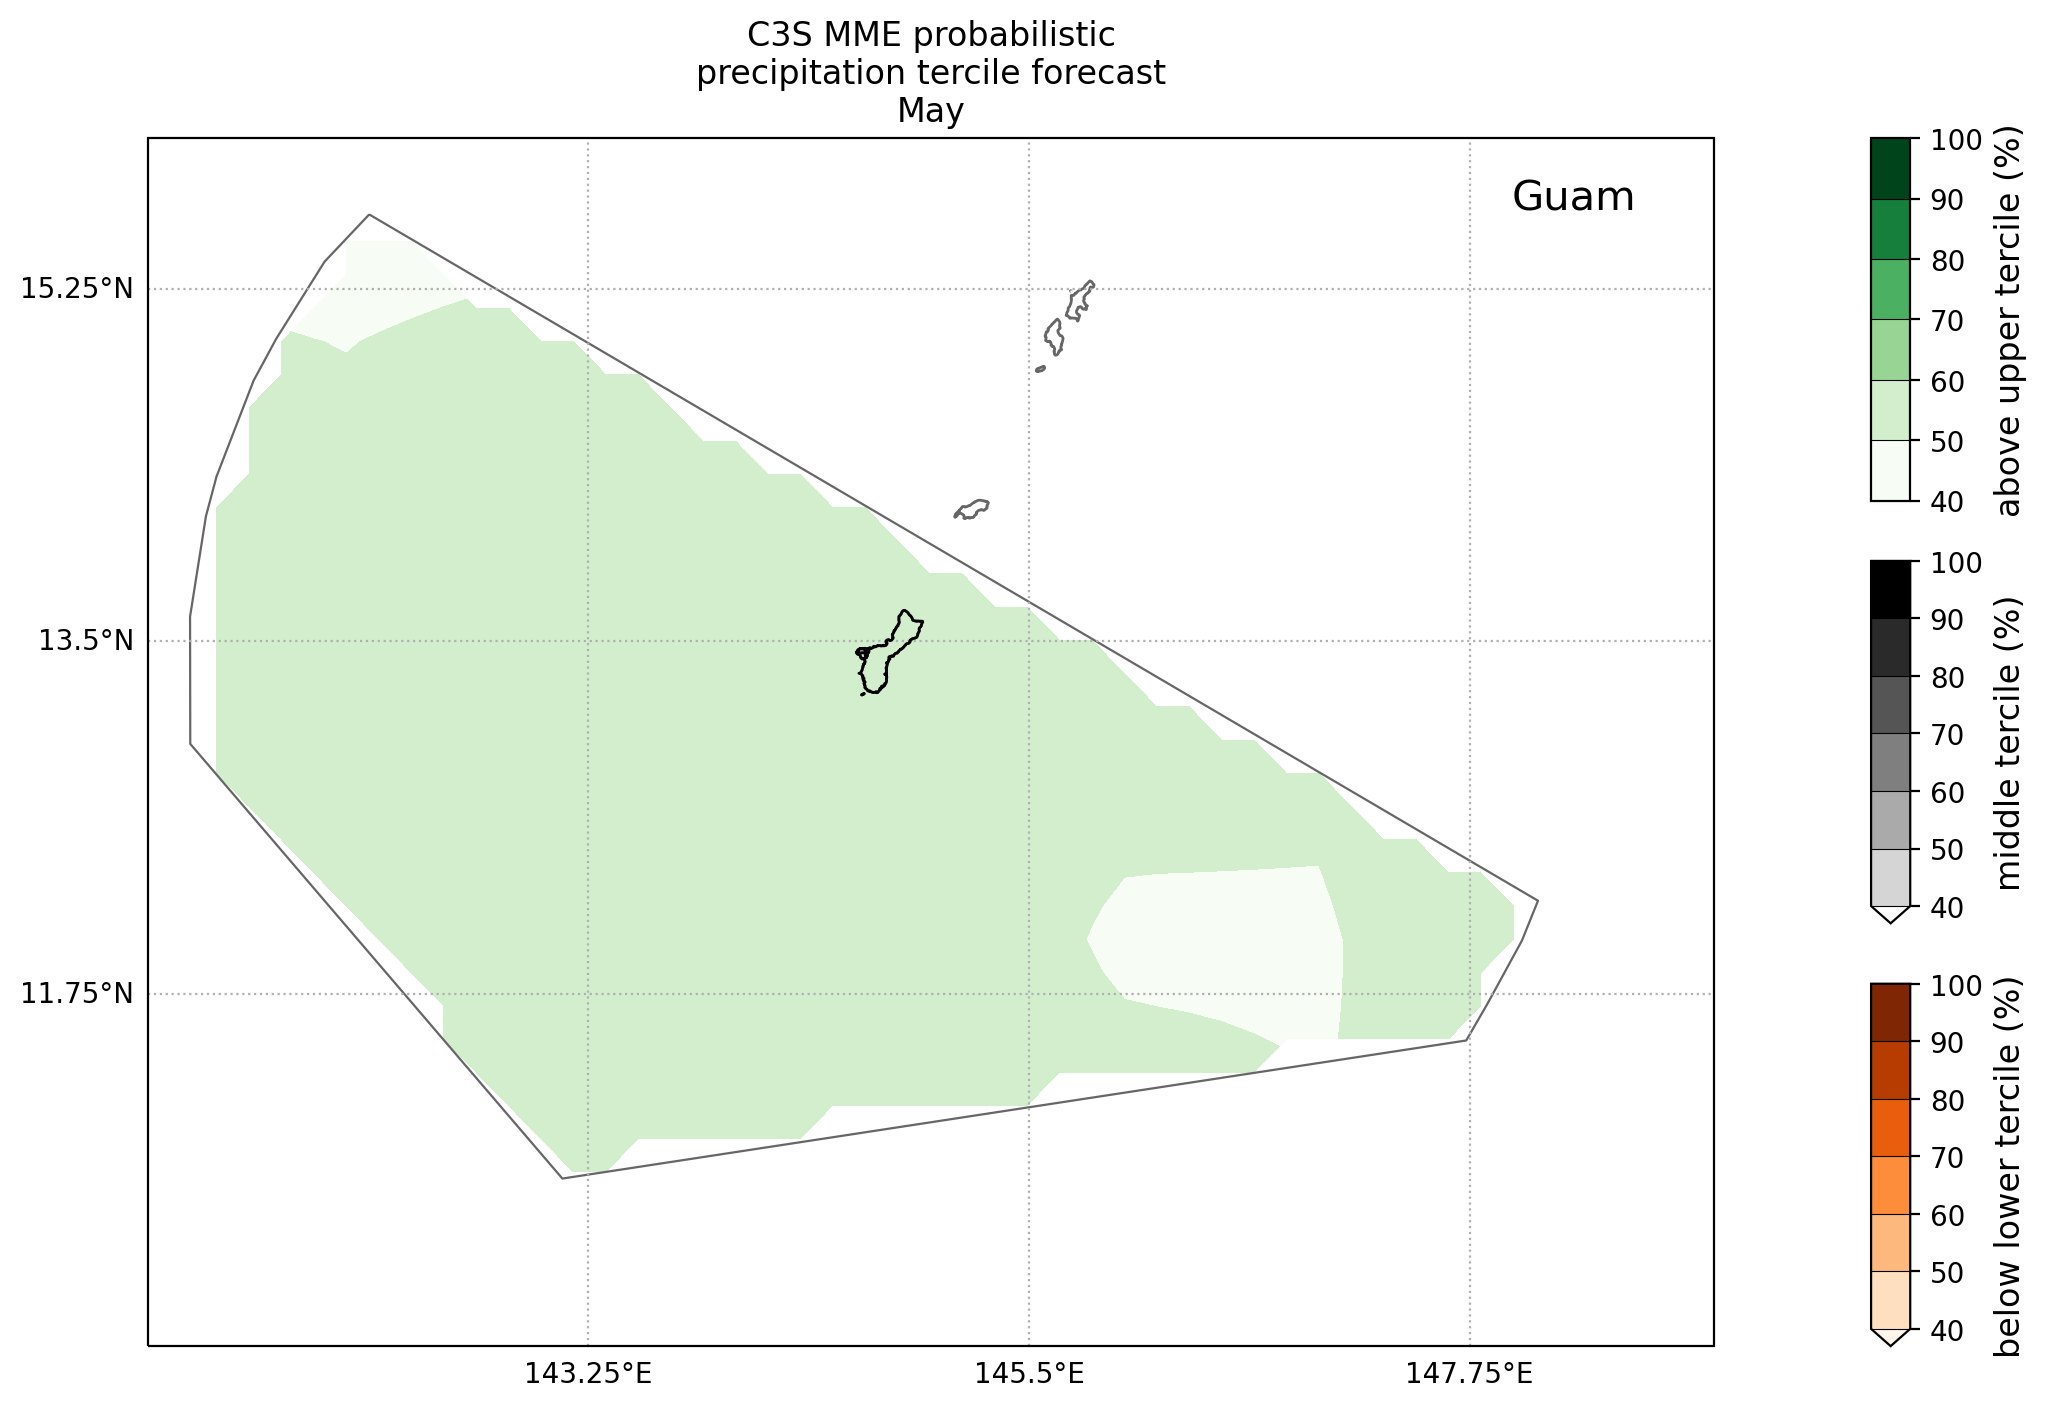 C3S MME probabilistic
precipitation tercile forecast
May
Guam
15.25°N
13.5°N
11.75°N
143.25°E
145.5°E
147.75°E
100
90
80
70
60
50
40
above upper tercile (%)
100
90
80
70
60
50
40
middle tercile (%)
100
90
80
70
60
50
40
below lower tercile (%)